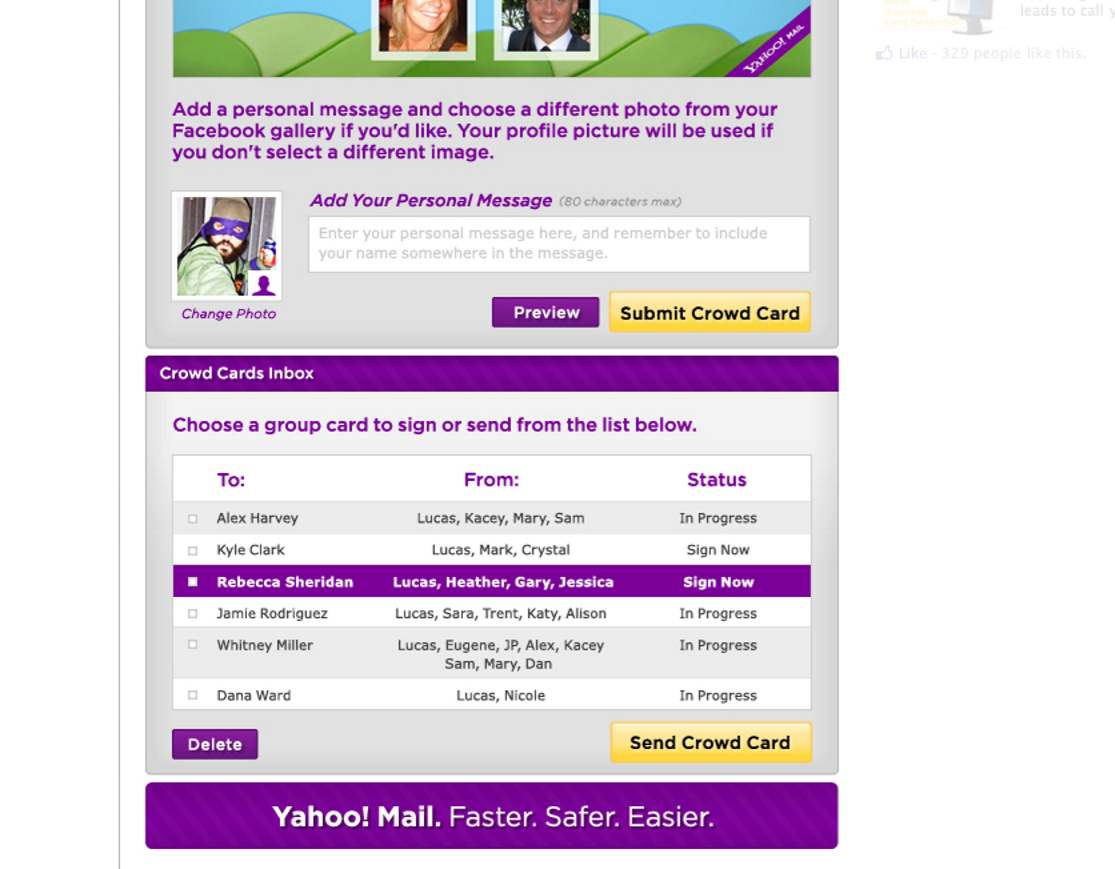 leads to call y
Like - 329 people like this.
YAHOO! MAIL
Add a personal message and choose a different photo from your
Facebook gallery if you'd like. Your profile picture will be used if
you don't select a different image.
Add Your Personal Message (80 characters max)
Enter your personal message here, and remember to include
your name somewhere in the message.
Change Photo
Preview
Submit Crowd Card
Crowd Cards Inbox
Choose a group card to sign or send from the list below.
To: From: Status
Alex Harvey Lucas, Kacey, Mary, Sam In Progress
Kyle Clark Lucas, Mark, Crystal Sign Now
Rebecca Sheridan Lucas, Heather, Gary, Jessica Sign Now
Jamie Rodriguez Lucas, Sara, Trent, Katy, Alison In Progress
Whitney Miller Lucas, Eugene, JP, Alex, Kacey In Progress
Sam, Mary, Dan
Dana Ward Lucas, Nicole In Progress
Delete
Send Crowd Card
Yahoo! Mail. Faster. Safer. Easier.